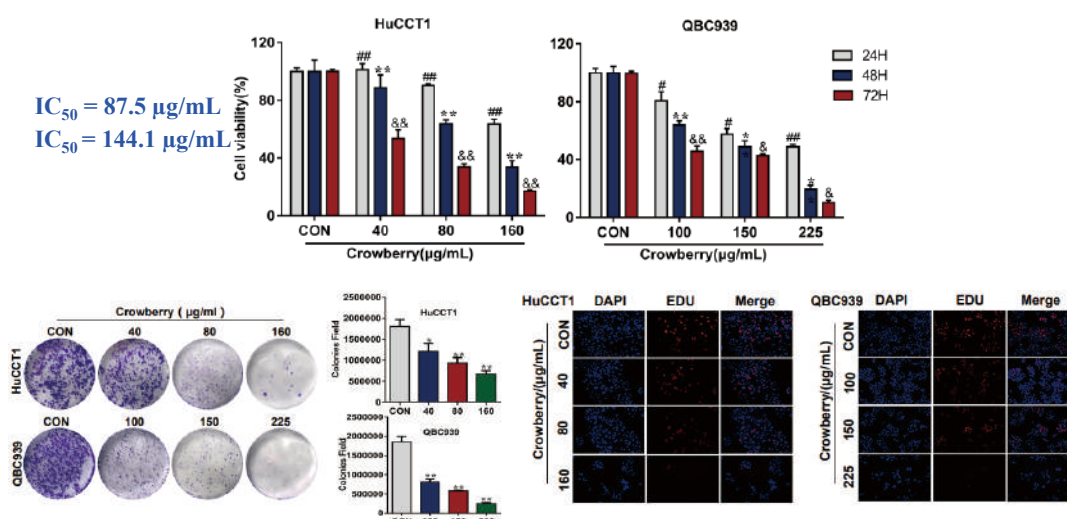 IC50 = 87.5 μg/mL
IC50 = 144.1 μg/mL
HuCCT1
Cell viability(%)
120
80
40
0
##
**
&&
##
**
&&
##
**
&&
CON
40
80
160
Crowberry(μg/mL)
QBC939
120
80
40
0
#
**
&&
#
*
*
&
##
*
*
&
CON
100
150
225
Crowberry(μg/mL)
24H
48H
72H
Crowberry ( μg/ml )
CON
40
80
160
HuCCT1
CON
100
150
225
QBC939
Colonies Field
2500000
2000000
1500000
1000000
500000
0
HuCCT1
*
**
**
CON
40
80
160
Colonies Field
2500000
2000000
1500000
1000000
500000
0
QBC939
**
**
**
CON
HuCCT1
DAPI
EDU
Merge
Crowberry/(μg/mL)
CON
40
80
160
QBC939
DAPI
EDU
Merge
Crowberry/(μg/mL)
CON
100
150
225